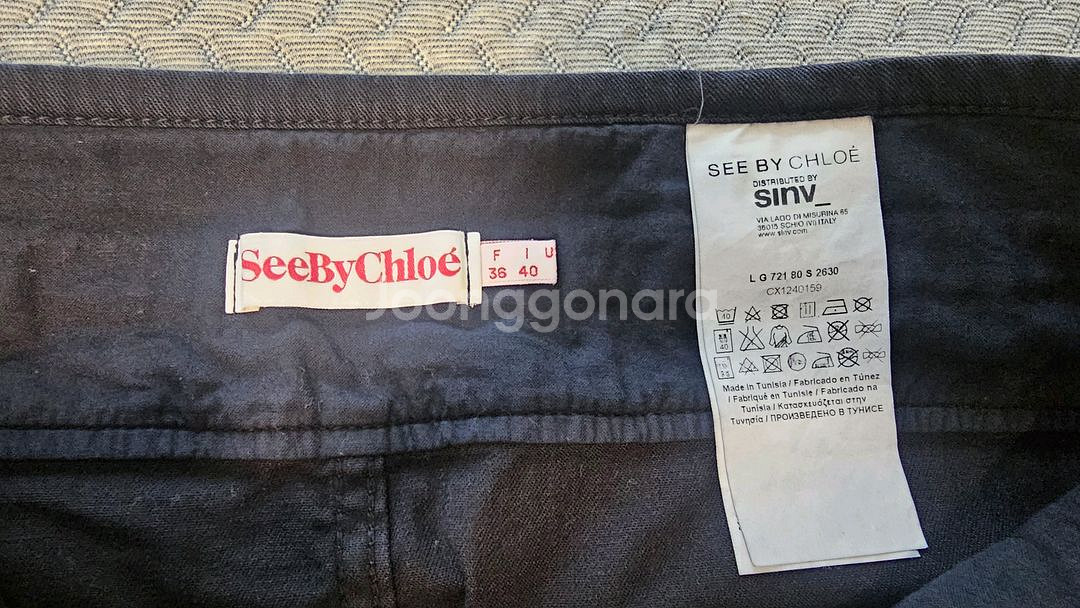 SeeByChloé
F I U
36 40
Joonggonara
SEE BY CHLOÉ
DISTRIBUTED BY
sinv_
VIA LAGO DI MISURINA 65
36015 SCHIO (VI) ITALY
www.sinv.com
L G 721 80 S 2630
CX1240159
40
40
Made in Tunisia / Fabricado en Túnez
/ Fabriqué en Tunisie / Fabricado na
Tunísia / Κατασκευάζεται στην
Τυνησία / ПРОИЗВЕДЕНО В ТУНИСЕ